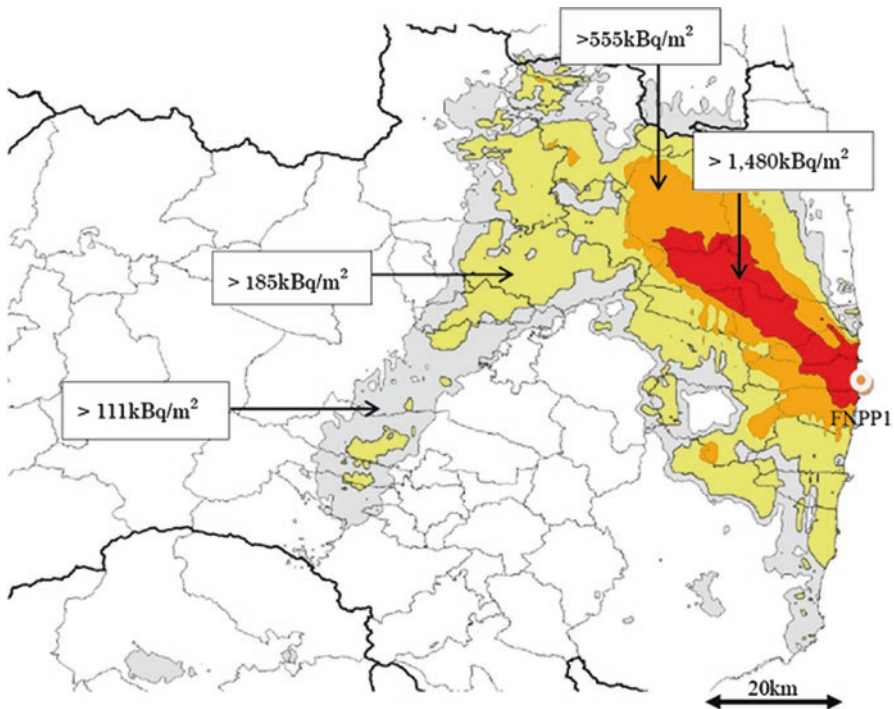 >555kBq/m²
> 1,480kBq/m²
> 185kBq/m²
> 111kBq/m²
FNPP1
20km